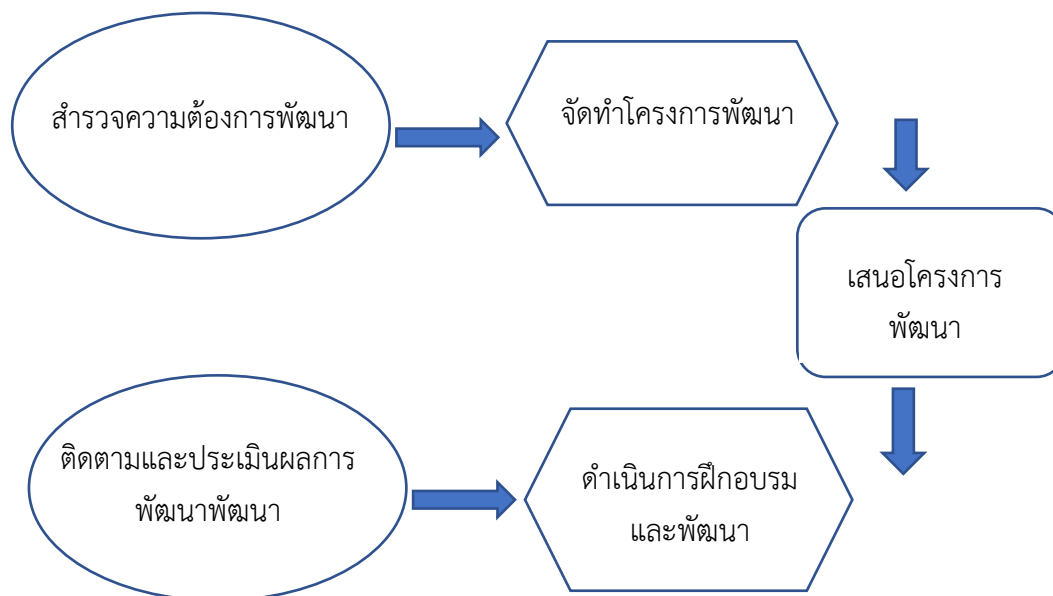 สำรวจความต้องการพัฒนา
จัดทำโครงการพัฒนา
เสนอโครงการ
พัฒนา
ติดตามและประเมินผลการ
พัฒนาพัฒนา
ดำเนินการฝึกอบรม
และพัฒนา